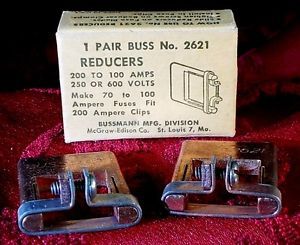 1 PAIR BUSS No. 2621
REDUCERS
200 TO 100 AMPS
250 OR 600 VOLTS
Make 70 to 100
Ampere Fuses Fit
200 Ampere Clips
BUSSMANN MFG. DIVISION
McGraw-Edison Co. St. Louis 7, Mo.